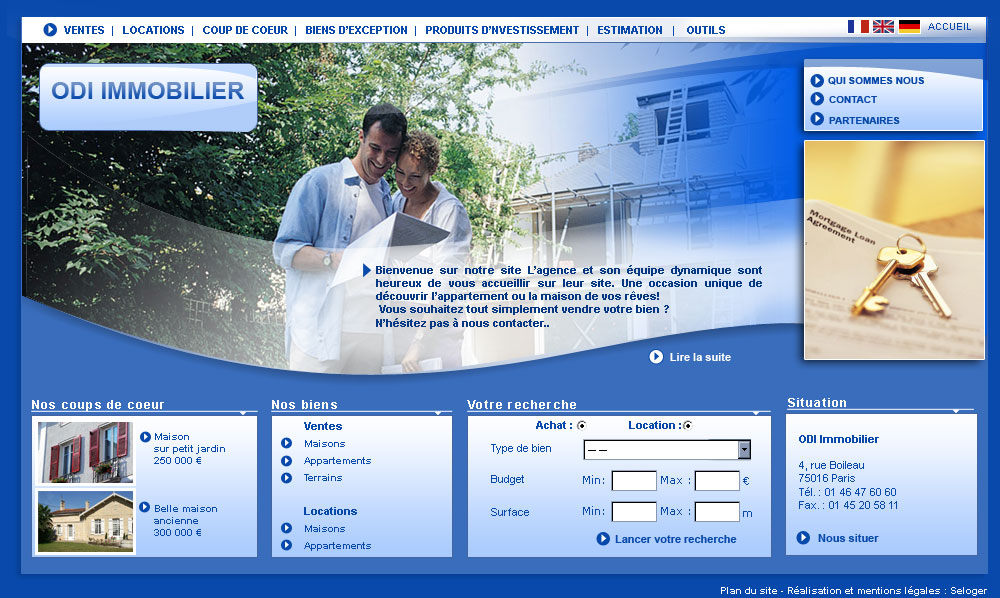 VENTES | LOCATIONS | COUP DE COEUR | BIENS D'EXCEPTION | PRODUITS D'NVESTISSEMENT | ESTIMATION | OUTILS
ACCUEIL
ODI IMMOBILIER
QUI SOMMES NOUS
CONTACT
PARTENAIRES
Mortgage Loan
Agreement
Bienvenue sur notre site L'agence et son équipe dynamique sont
heureux de vous accueillir sur leur site. Une occasion unique de
découvrir l'appartement ou la maison de vos rêves!
Vous souhaitez tout simplement vendre votre bien ?
N'hésitez pas à nous contacter..
Lire la suite
Nos coups de coeur
Maison
sur petit jardin
250 000 €
Belle maison
ancienne
300 000 €
Nos biens
Ventes
Maisons
Appartements
Terrains
Locations
Maisons
Appartements
Votre recherche
Achat : Location :
Type de bien – –
Budget Min : Max : €
Surface Min: Max : m
Lancer votre recherche
Situation
ODI Immobilier
4, rue Boileau
75016 Paris
Tél. : 01 46 47 60 60
Fax. : 01 45 20 58 11
Nous situer
Plan du site - Réalisation et mentions légales : Seloger